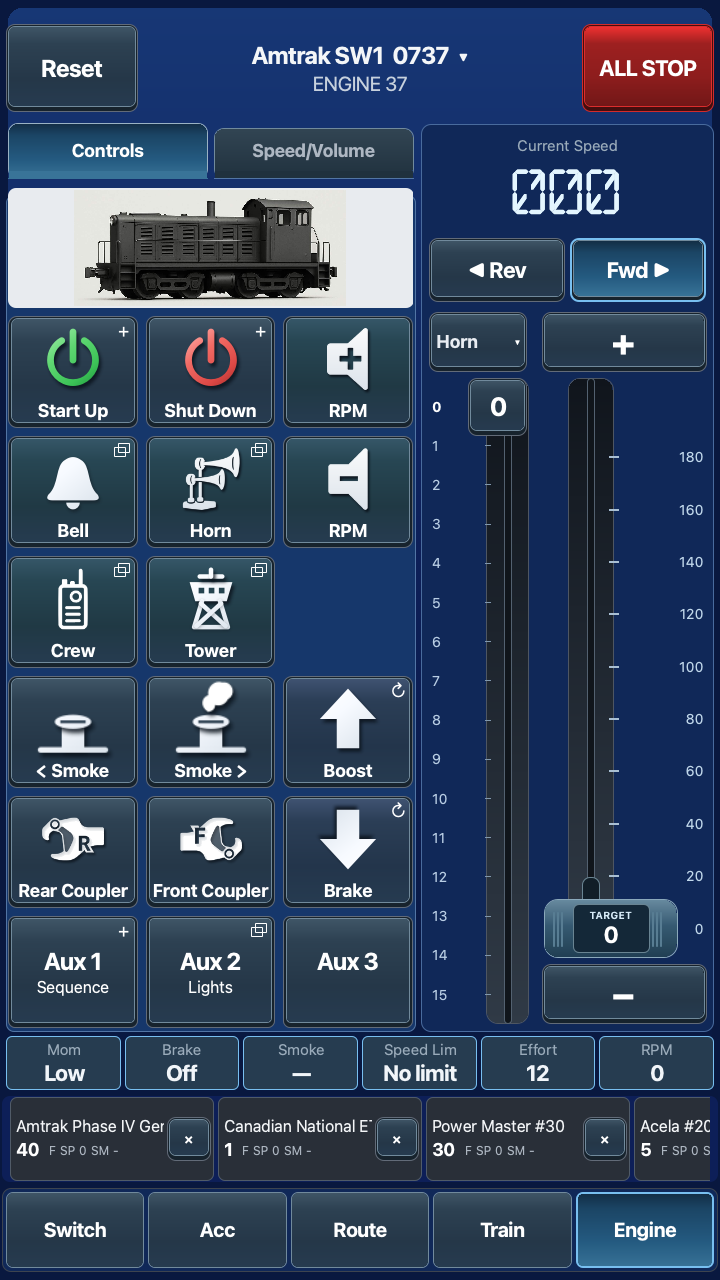 Reset
Amtrak SW1 0737 ▼
ENGINE 37
ALL STOP
Controls
Speed/Volume
Current Speed
000
◀ Rev
Fwd ▶
Horn ▾
+
Start Up +
Shut Down +
RPM
Bell
Horn
RPM
Crew
Tower
< Smoke
Smoke >
Boost
R
Rear Coupler
F
Front Coupler
Brake
Aux 1 +
Sequence
Aux 2
Lights
Aux 3
0
0
1
2
3
4
5
6
7
8
9
10
11
12
13
14
15
180
160
140
120
100
80
60
40
20
0
TARGET
0
−
Mom
Low
Brake
Off
Smoke
—
Speed Lim
No limit
Effort
12
RPM
0
Amtrak Phase IV Ger
40 F SP 0 SM -
×
Canadian National E
1 F SP 0 SM -
×
Power Master #30
30 F SP 0 SM -
×
Acela #20
5 F SP 0 S
Switch
Acc
Route
Train
Engine